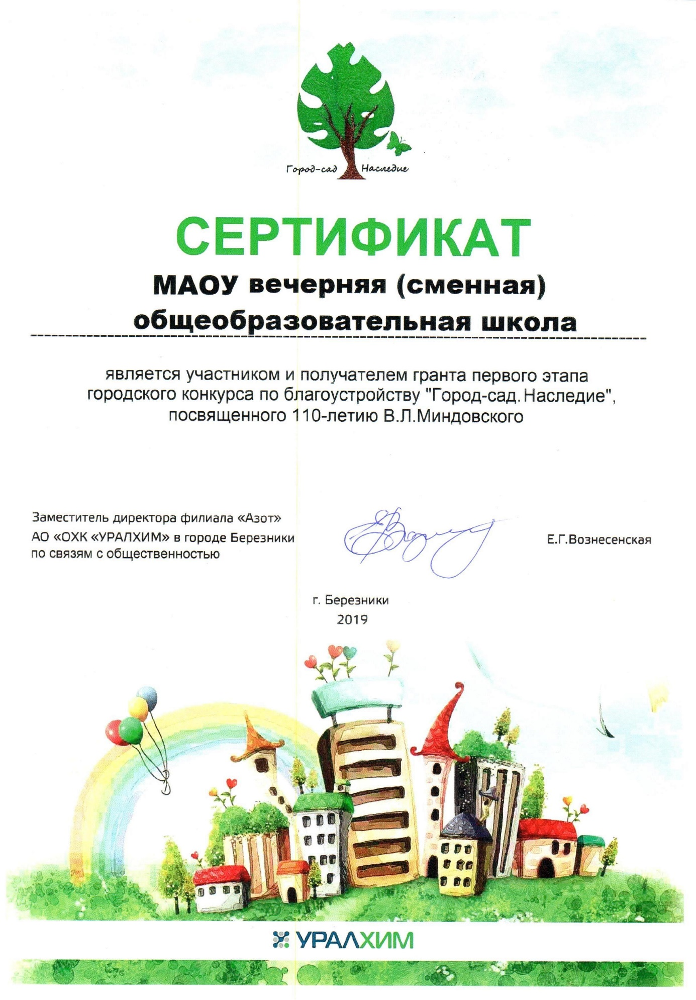 Город-сад Наследие
СЕРТИФИКАТ
МАОУ вечерняя (сменная)
общеобразовательная школа
является участником и получателем гранта первого этапа
городского конкурса по благоустройству "Город-сад. Наследие",
посвященного 110-летию В.Л.Миндовского
Заместитель директора филиала «Азот»
АО «ОХК «УРАЛХИМ» в городе Березники
по связям с общественностью
Е.Г.Вознесенская
г. Березники
2019
УРАЛХИМ